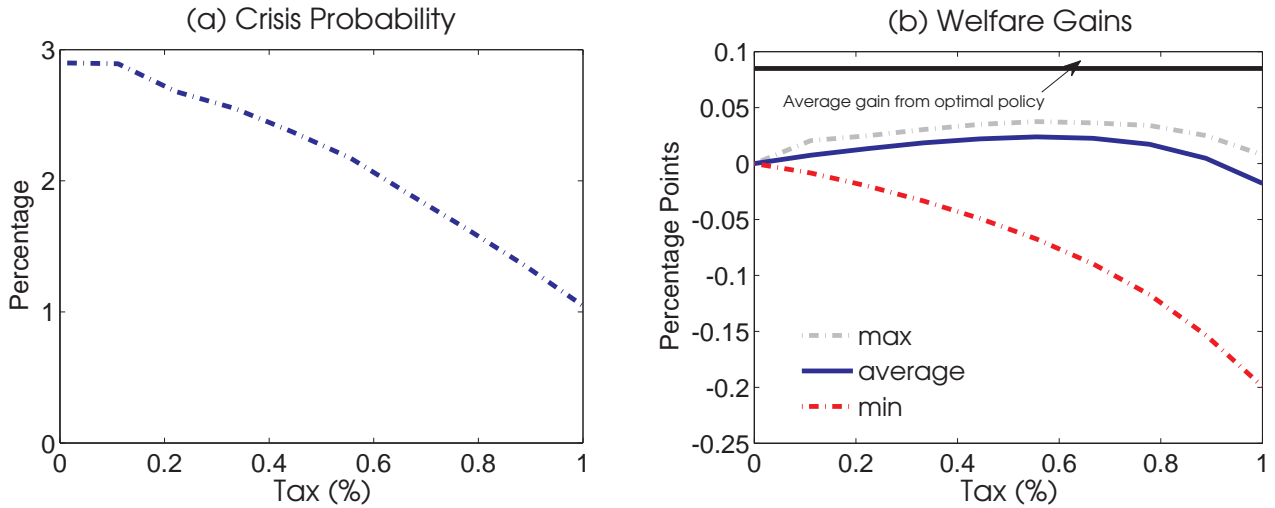 (a) Crisis Probability
3
2
1
0
Percentage
0
0.2
0.4
0.6
0.8
1
Tax (%)
(b) Welfare Gains
0.1
0.05
0
-0.05
-0.1
-0.15
-0.2
-0.25
Percentage Points
Average gain from optimal policy
max
average
min
0
0.2
0.4
0.6
0.8
1
Tax (%)